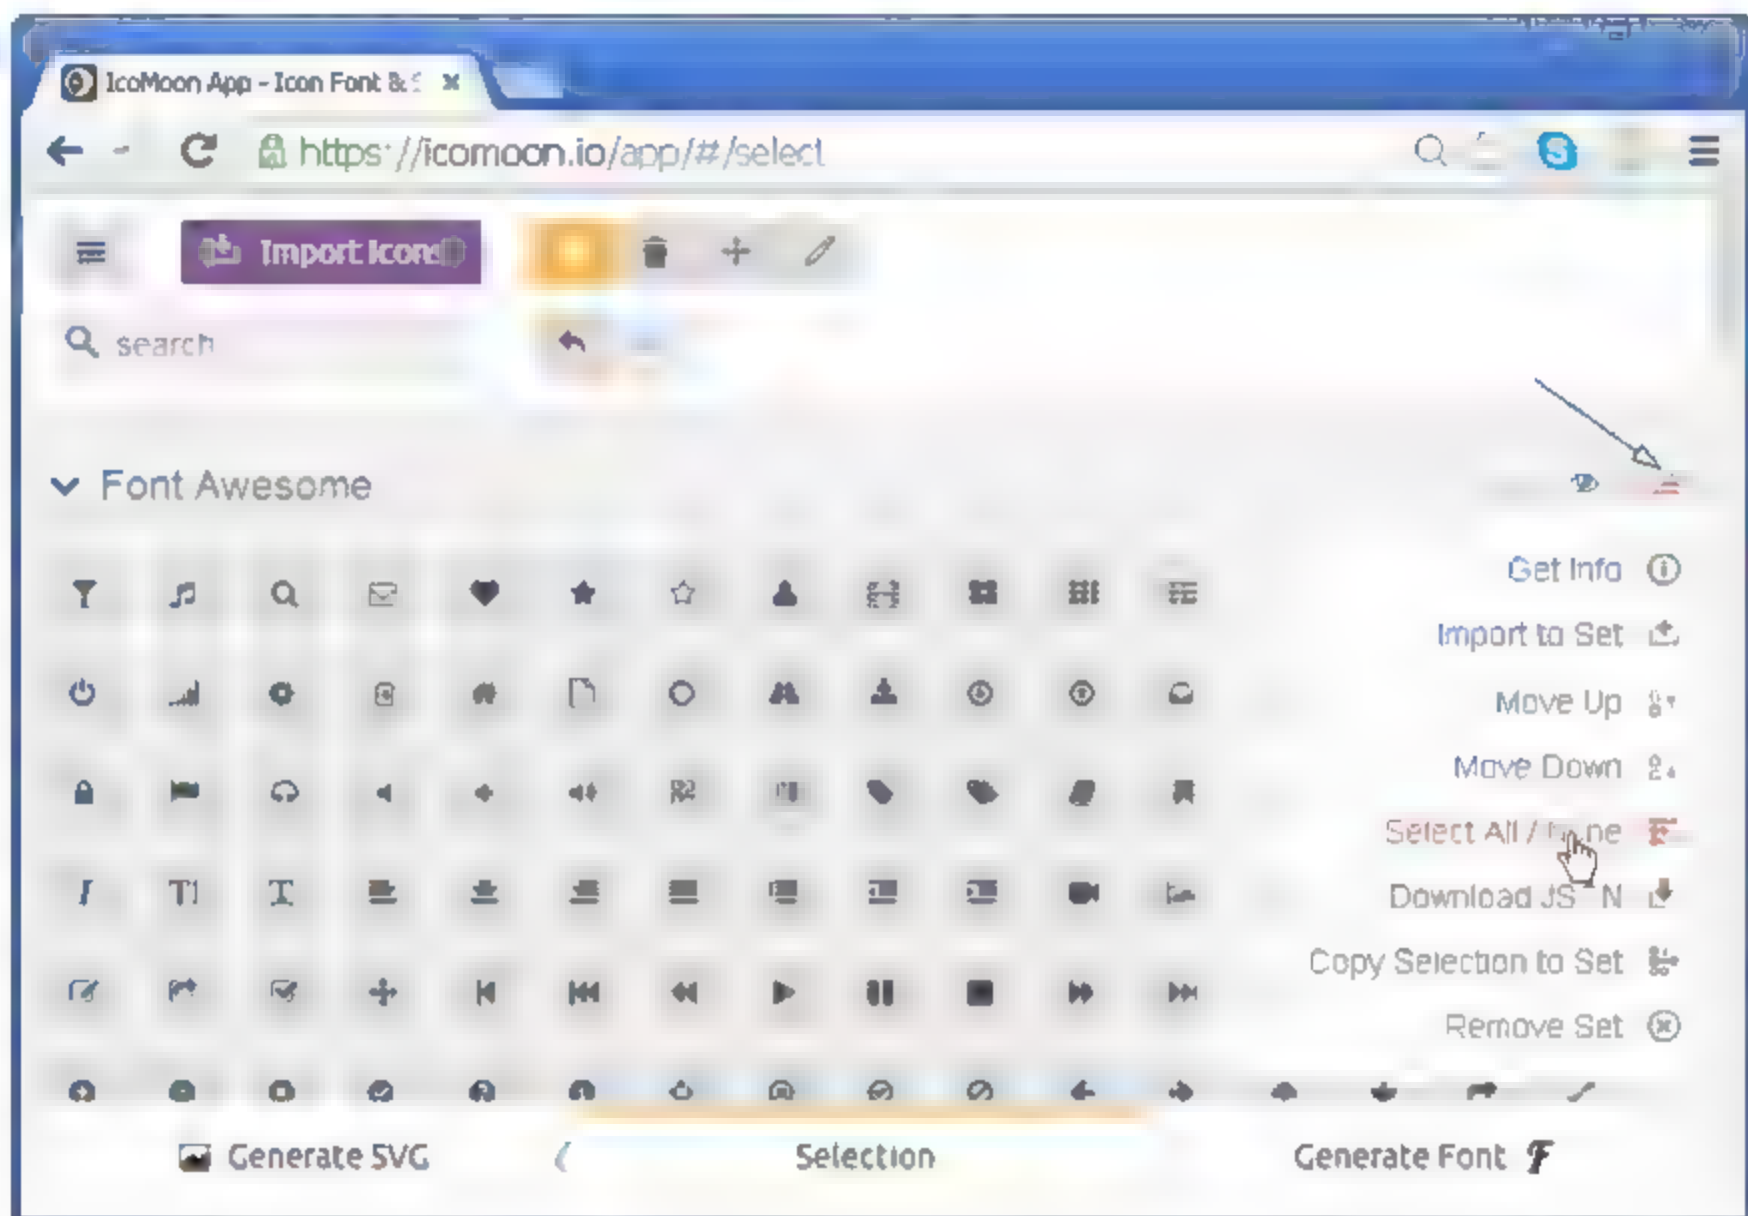 IcoMoon App - Icon Font & S
https://icomoon.io/app/#/select
Import Icons
search
Font Awesome
Get Info
Import to Set
Move Up
Move Down
Select All /
Download
Copy Selection to Set
Remove Set
Generate SVG
Selection
Generate Font